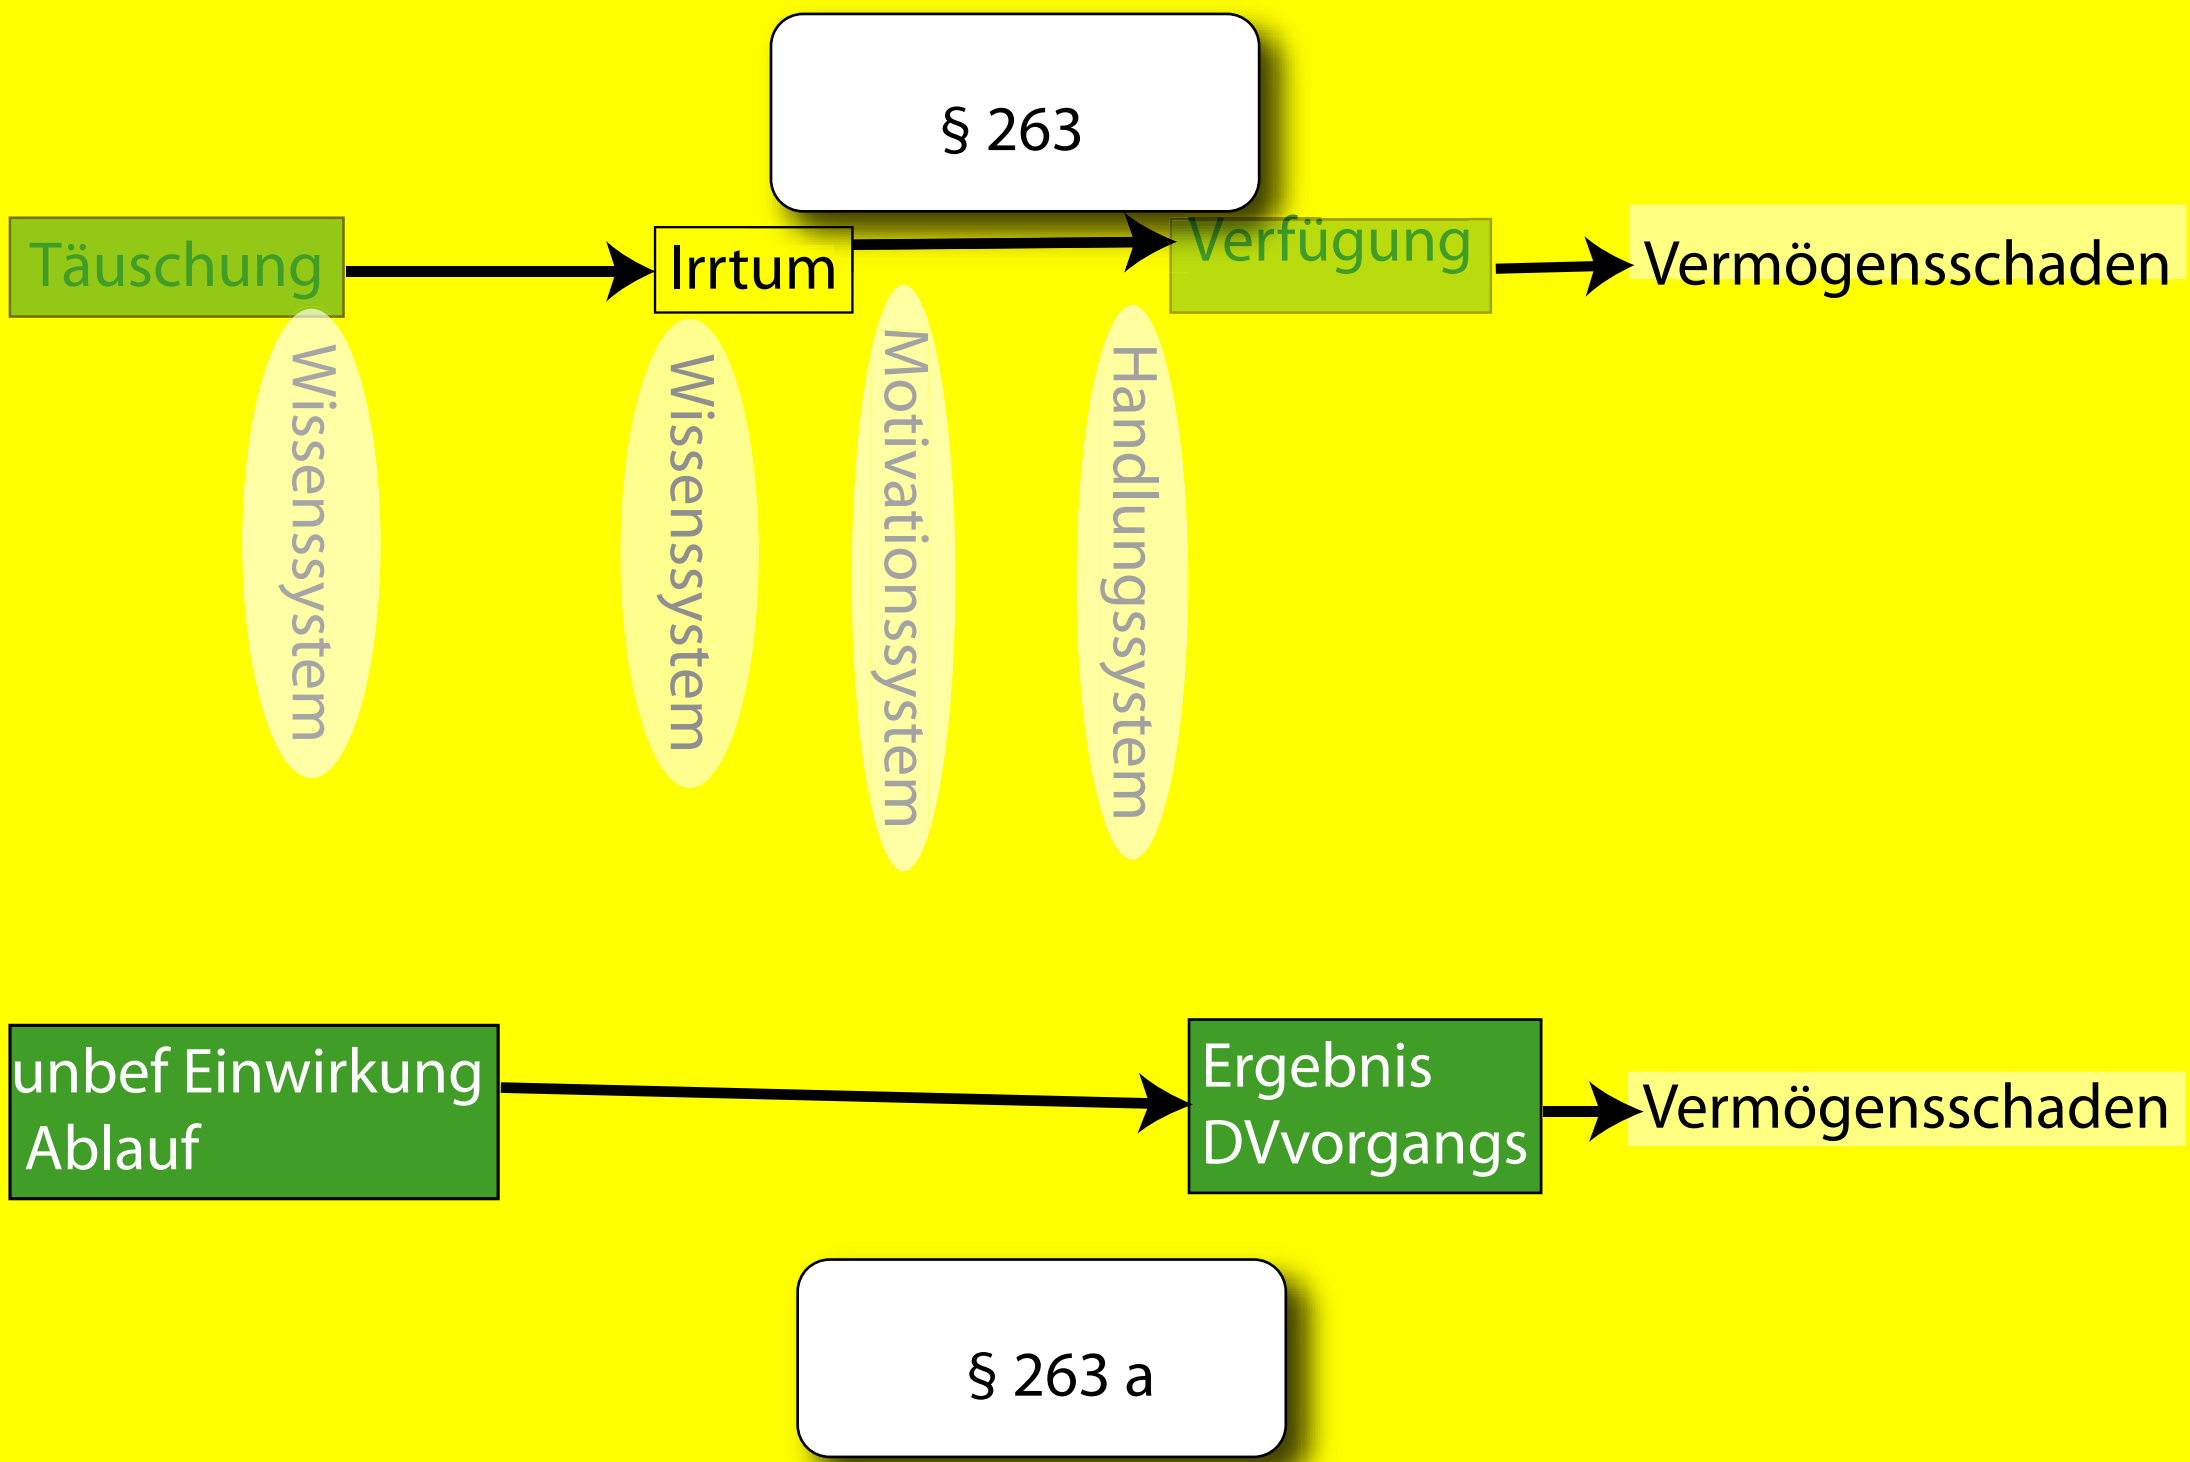 § 263
Täuschung
Irrtum
Verfügung
Vermögensschaden
Wissenssystem
Wissenssystem
Motivationssystem
Handlungssystem
unbef Einwirkung
Ablauf
Ergebnis
DVvorgangs
Vermögensschaden
§ 263 a